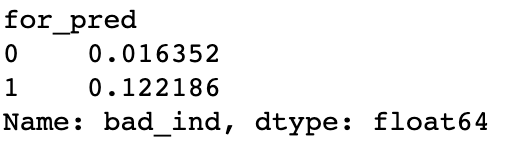 for_pred
0    0.016352
1    0.122186
Name: bad_ind, dtype: float64